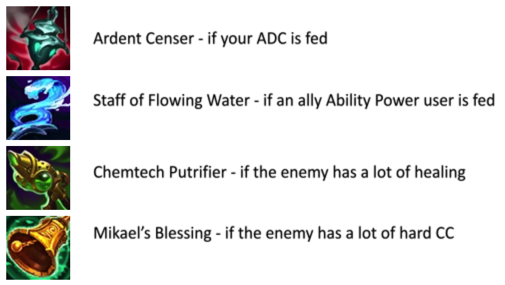 Ardent Censer - if your ADC is fed
Staff of Flowing Water - if an ally Ability Power user is fed
Chemtech Putrifier - if the enemy has a lot of healing
Mikael’s Blessing - if the enemy has a lot of hard CC